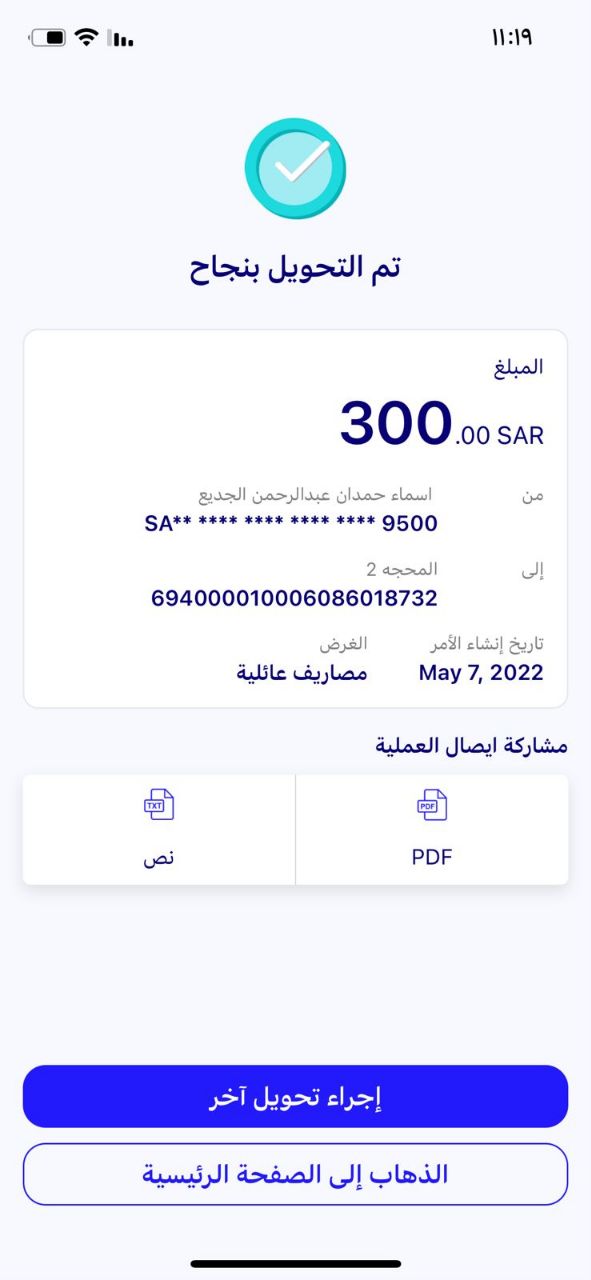 ١١:١٩
تم التحويل بنجاح
المبلغ
300.00 SAR
من
اسماء حمدان عبدالرحمن الجديع
SA** **** **** **** **** 9500
إلى
المحجه 2
694000010006086018732
تاريخ إنشاء الأمر
May 7, 2022
الغرض
مصاريف عائلية
مشاركة ايصال العملية
PDF
PDF
TXT
نص
إجراء تحويل آخر
الذهاب إلى الصفحة الرئيسية